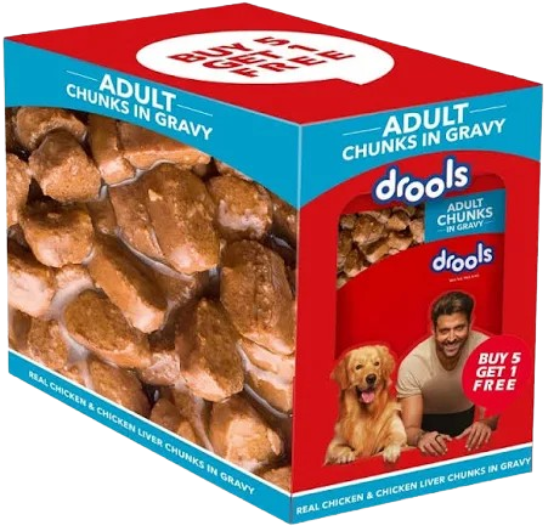 BUY 5
GET 1
FREE
ADULT
CHUNKS IN GRAVY
REAL CHICKEN & CHICKEN LIVER CHUNKS IN GRAVY
ADULT
CHUNKS IN GRAVY
drools
ADULT
CHUNKS
IN GRAVY
drools
BUY 5
GET 1
FREE
REAL CHICKEN & CHICKEN LIVER CHUNKS IN GRAVY